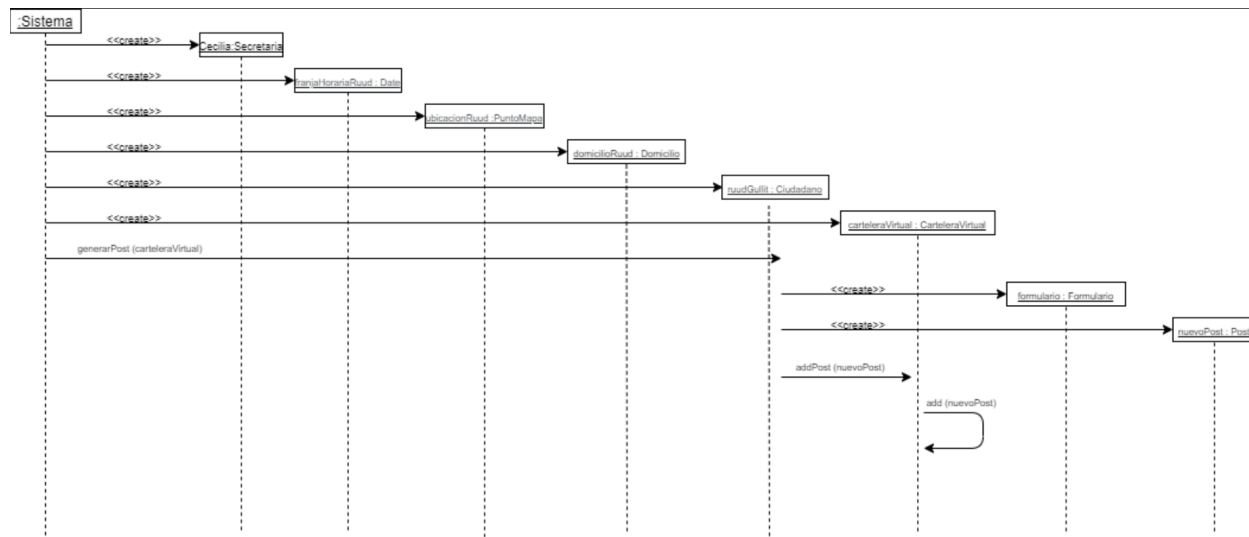 :Sistema
<<create>>
Cecilia:Secretaria
<<create>>
franjaHorariaRuud : Date
<<create>>
ubicacionRuud :PuntoMapa
<<create>>
domicilioRuud : Domicilio
<<create>>
ruudGullit : Ciudadano
<<create>>
carteleraVirtual : CarteleraVirtual
generarPost (carteleraVirtual)
<<create>>
formulario : Formulario
<<create>>
nuevoPost : Post
addPost (nuevoPost)
add (nuevoPost)